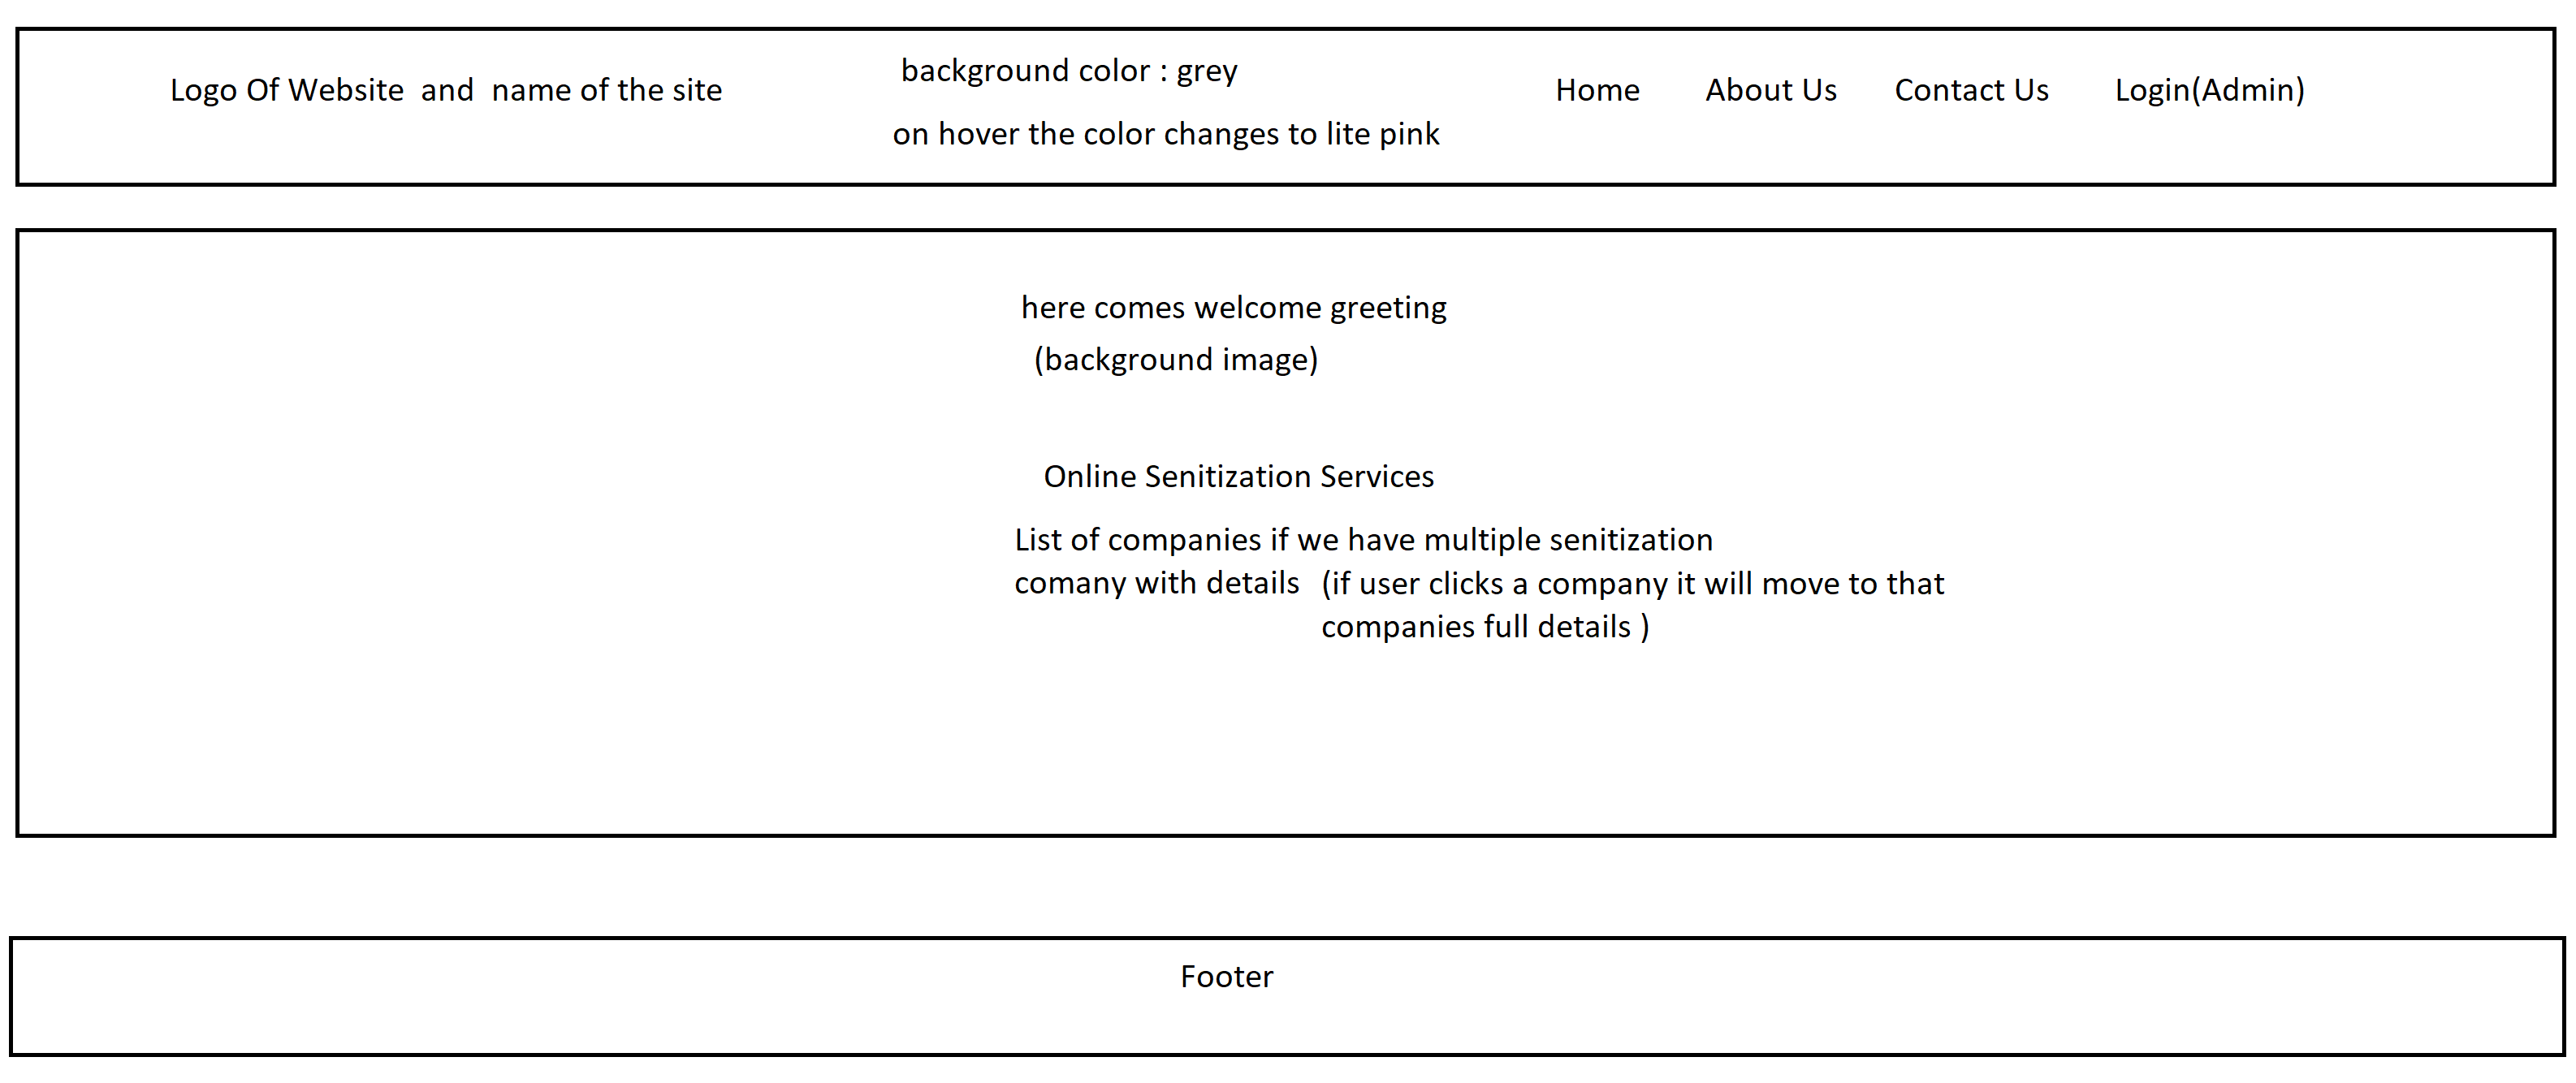 Logo Of Website  and  name of the site
background color : grey
on hover the color changes to lite pink
Home
About Us
Contact Us
Login(Admin)
here comes welcome greeting
(background image)
Online Senitization Services
List of companies if we have multiple senitization
comany with details
(if user clicks a company it will move to that
companies full details )
Footer